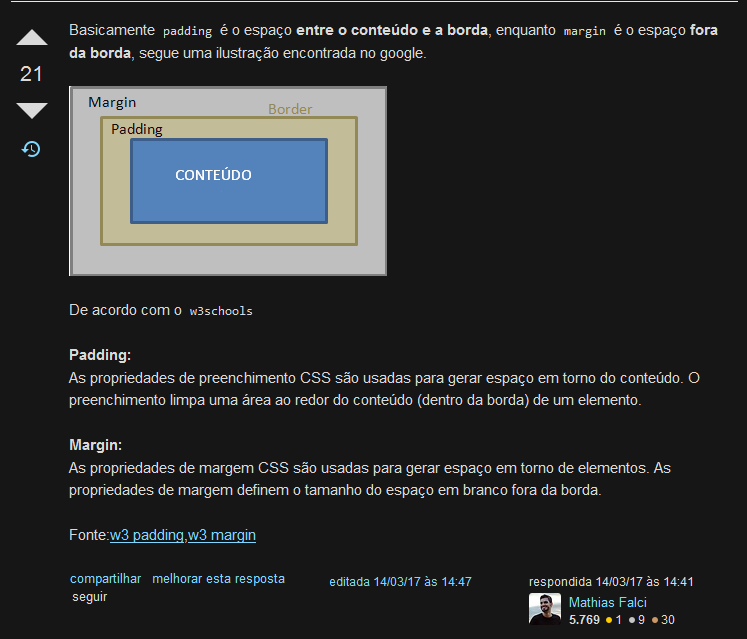 Basicamente padding é o espaço entre o conteúdo e a borda, enquanto margin é o espaço fora
da borda, segue uma ilustração encontrada no google.
21
Margin
Border
Padding
CONTEÚDO
De acordo com o w3schools
Padding:
As propriedades de preenchimento CSS são usadas para gerar espaço em torno do conteúdo. O
preenchimento limpa uma área ao redor do conteúdo (dentro da borda) de um elemento.
Margin:
As propriedades de margem CSS são usadas para gerar espaço em torno de elementos. As
propriedades de margem definem o tamanho do espaço em branco fora da borda.
Fonte:w3 padding,w3 margin
compartilhar melhorar esta resposta
seguir
editada 14/03/17 às 14:47
respondida 14/03/17 às 14:41
Mathias Falci
5.769 ●1 ●9 ●30